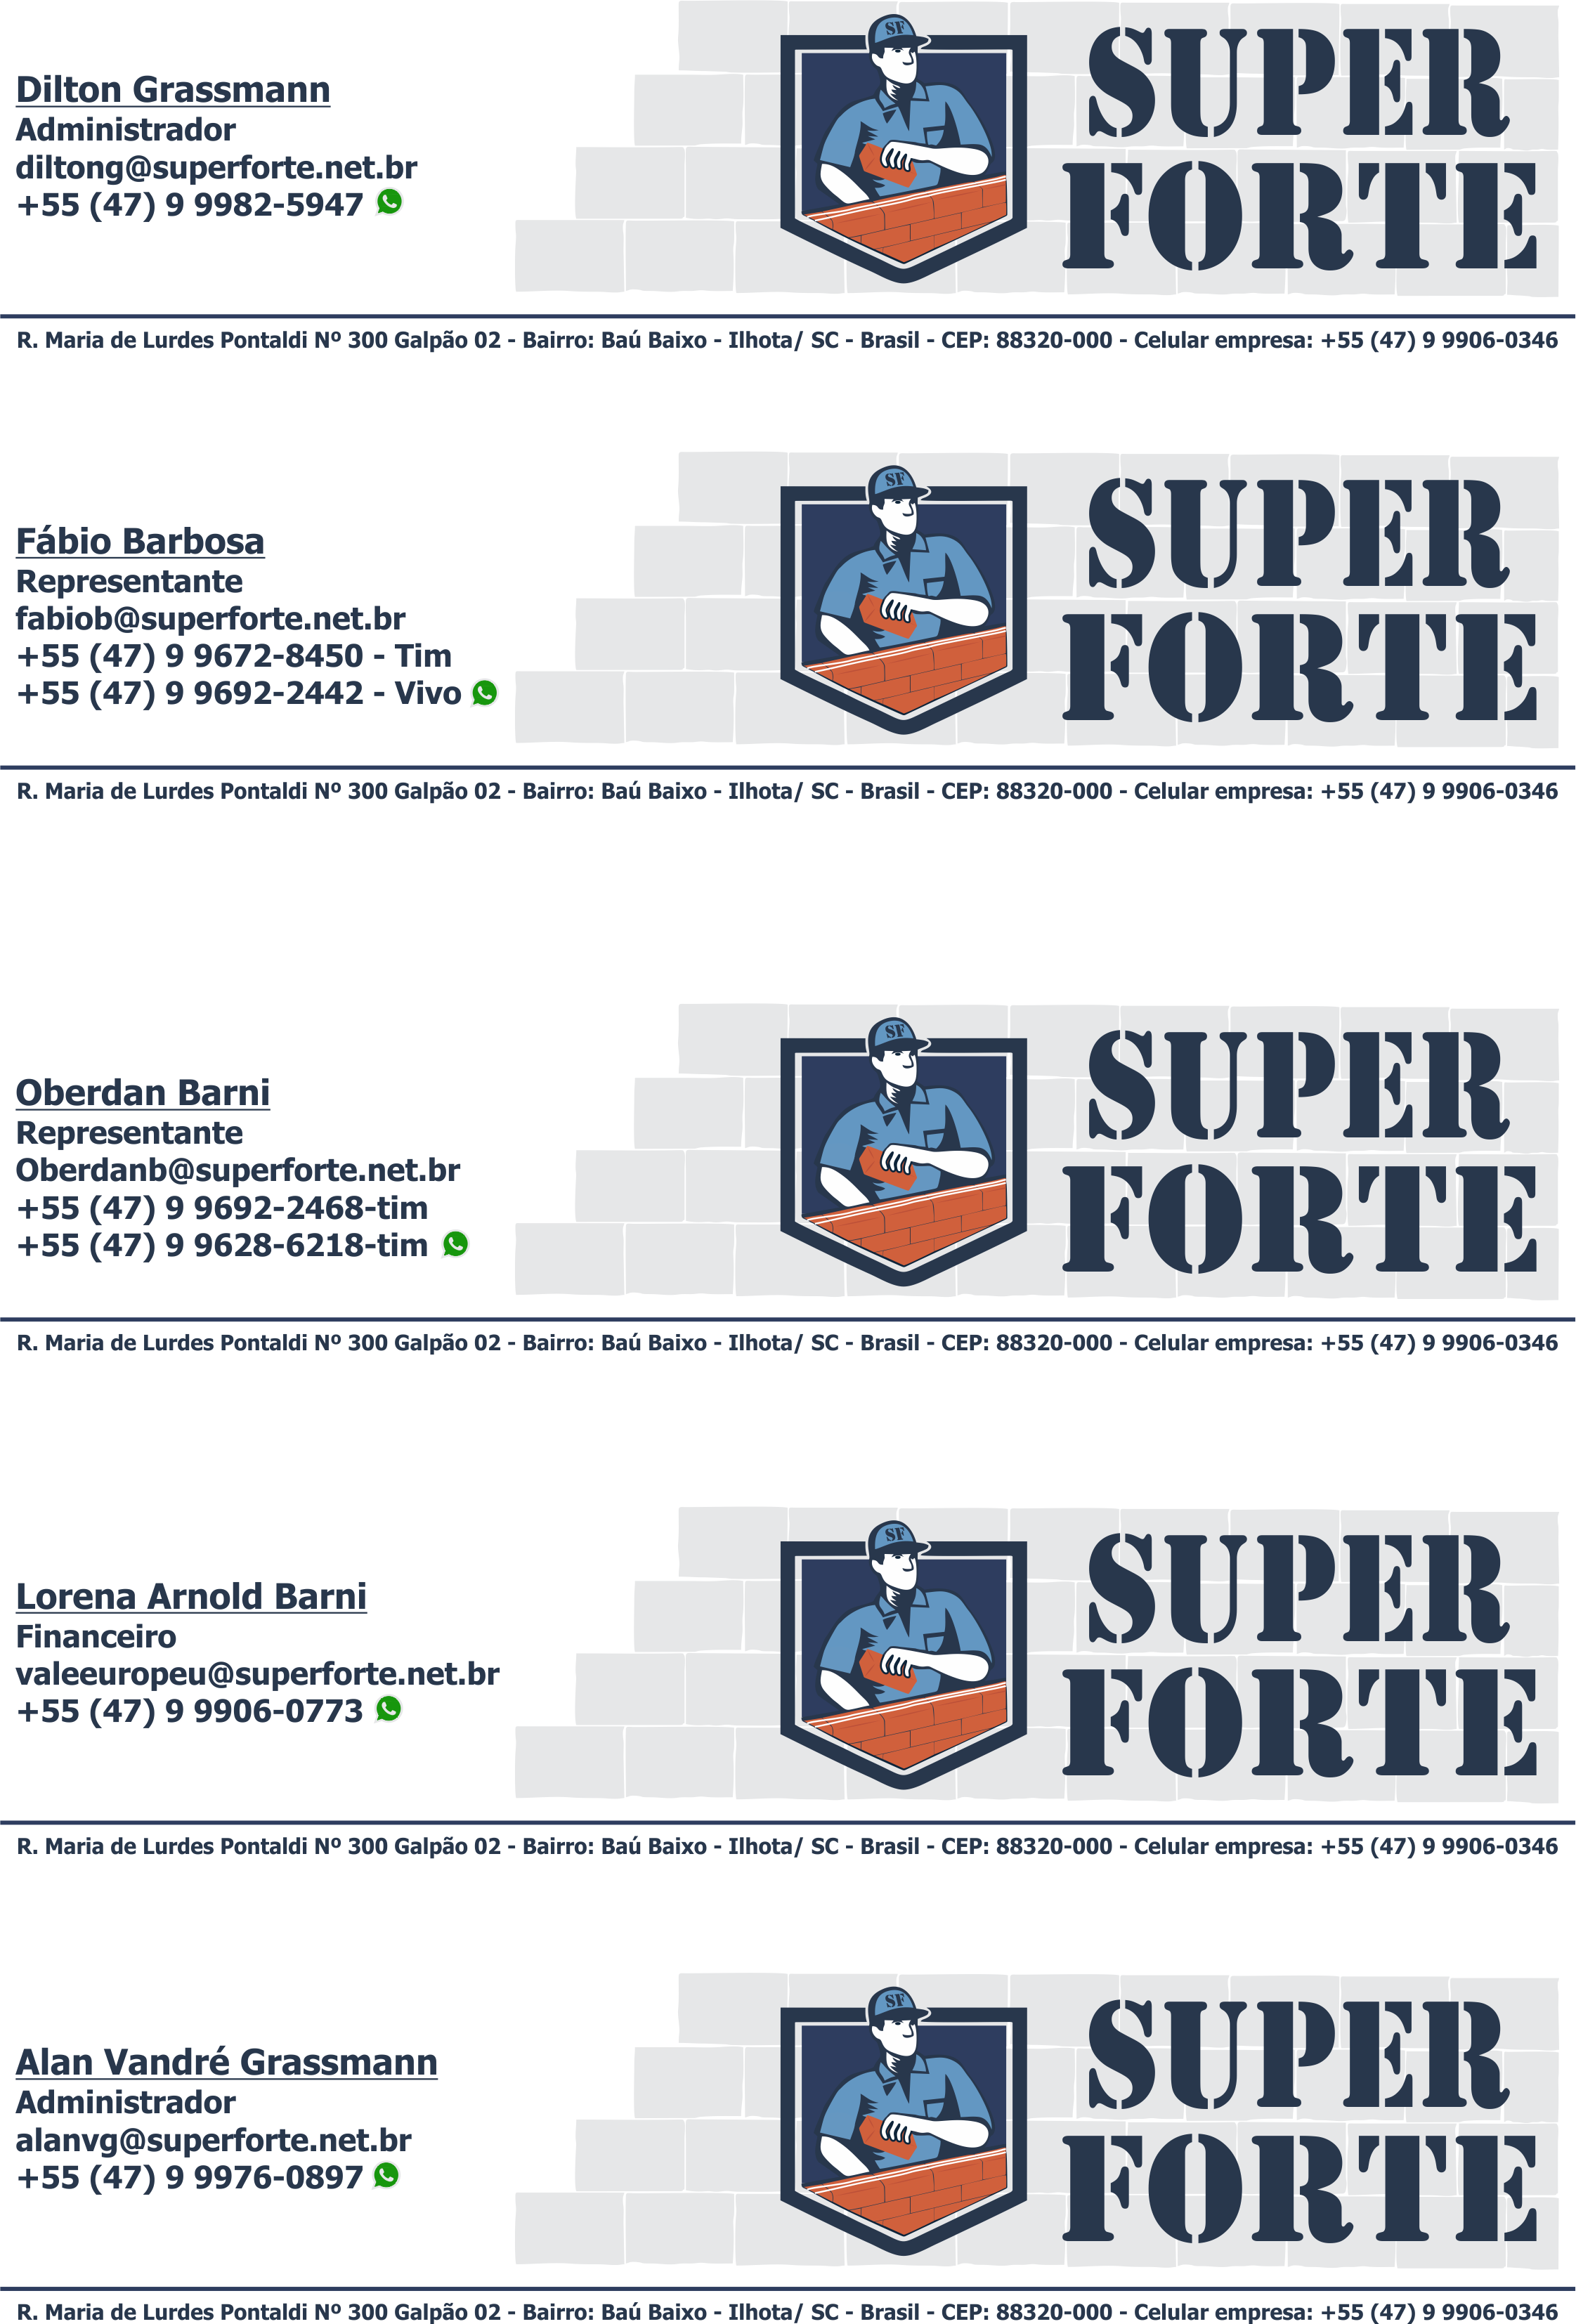 Dilton Grassmann
Administrador
diltong@superforte.net.br
+55 (47) 9 9982-5947
SF
SUPER
FORTE
R. Maria de Lurdes Pontaldi Nº 300 Galpão 02 - Bairro: Baú Baixo - Ilhota/ SC - Brasil - CEP: 88320-000 - Celular empresa: +55 (47) 9 9906-0346
Fábio Barbosa
Representante
fabiob@superforte.net.br
+55 (47) 9 9672-8450 - Tim
+55 (47) 9 9692-2442 - Vivo
SF
SUPER
FORTE
R. Maria de Lurdes Pontaldi Nº 300 Galpão 02 - Bairro: Baú Baixo - Ilhota/ SC - Brasil - CEP: 88320-000 - Celular empresa: +55 (47) 9 9906-0346
Oberdan Barni
Representante
Oberdanb@superforte.net.br
+55 (47) 9 9692-2468-tim
+55 (47) 9 9628-6218-tim
SF
SUPER
FORTE
R. Maria de Lurdes Pontaldi Nº 300 Galpão 02 - Bairro: Baú Baixo - Ilhota/ SC - Brasil - CEP: 88320-000 - Celular empresa: +55 (47) 9 9906-0346
Lorena Arnold Barni
Financeiro
valeeuropeu@superforte.net.br
+55 (47) 9 9906-0773
SF
SUPER
FORTE
R. Maria de Lurdes Pontaldi Nº 300 Galpão 02 - Bairro: Baú Baixo - Ilhota/ SC - Brasil - CEP: 88320-000 - Celular empresa: +55 (47) 9 9906-0346
Alan Vandré Grassmann
Administrador
alanvg@superforte.net.br
+55 (47) 9 9976-0897
SF
SUPER
FORTE
R. Maria de Lurdes Pontaldi Nº 300 Galpão 02 - Bairro: Baú Baixo - Ilhota/ SC - Brasil - CEP: 88320-000 - Celular empresa: +55 (47) 9 9906-0346